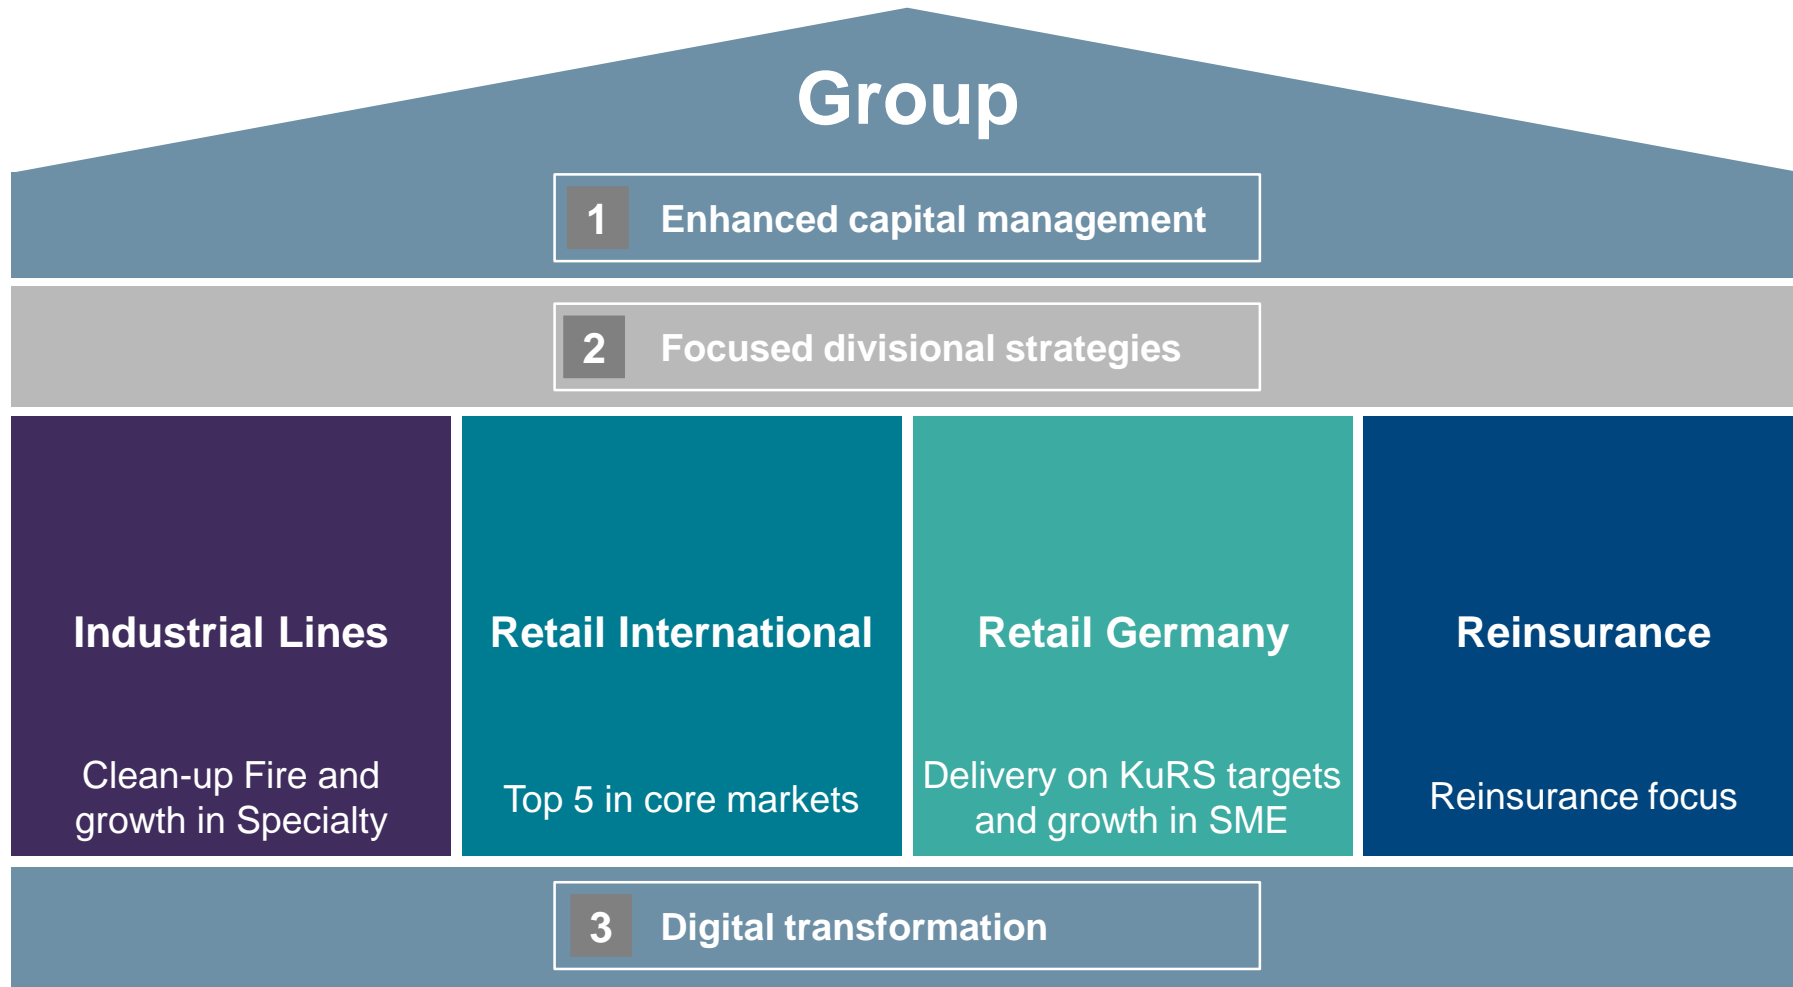 Group
1 Enhanced capital management
2 Focused divisional strategies
Industrial Lines
Clean-up Fire and
growth in Specialty
Retail International
Top 5 in core markets
Retail Germany
Delivery on KuRS targets
and growth in SME
Reinsurance
Reinsurance focus
3 Digital transformation